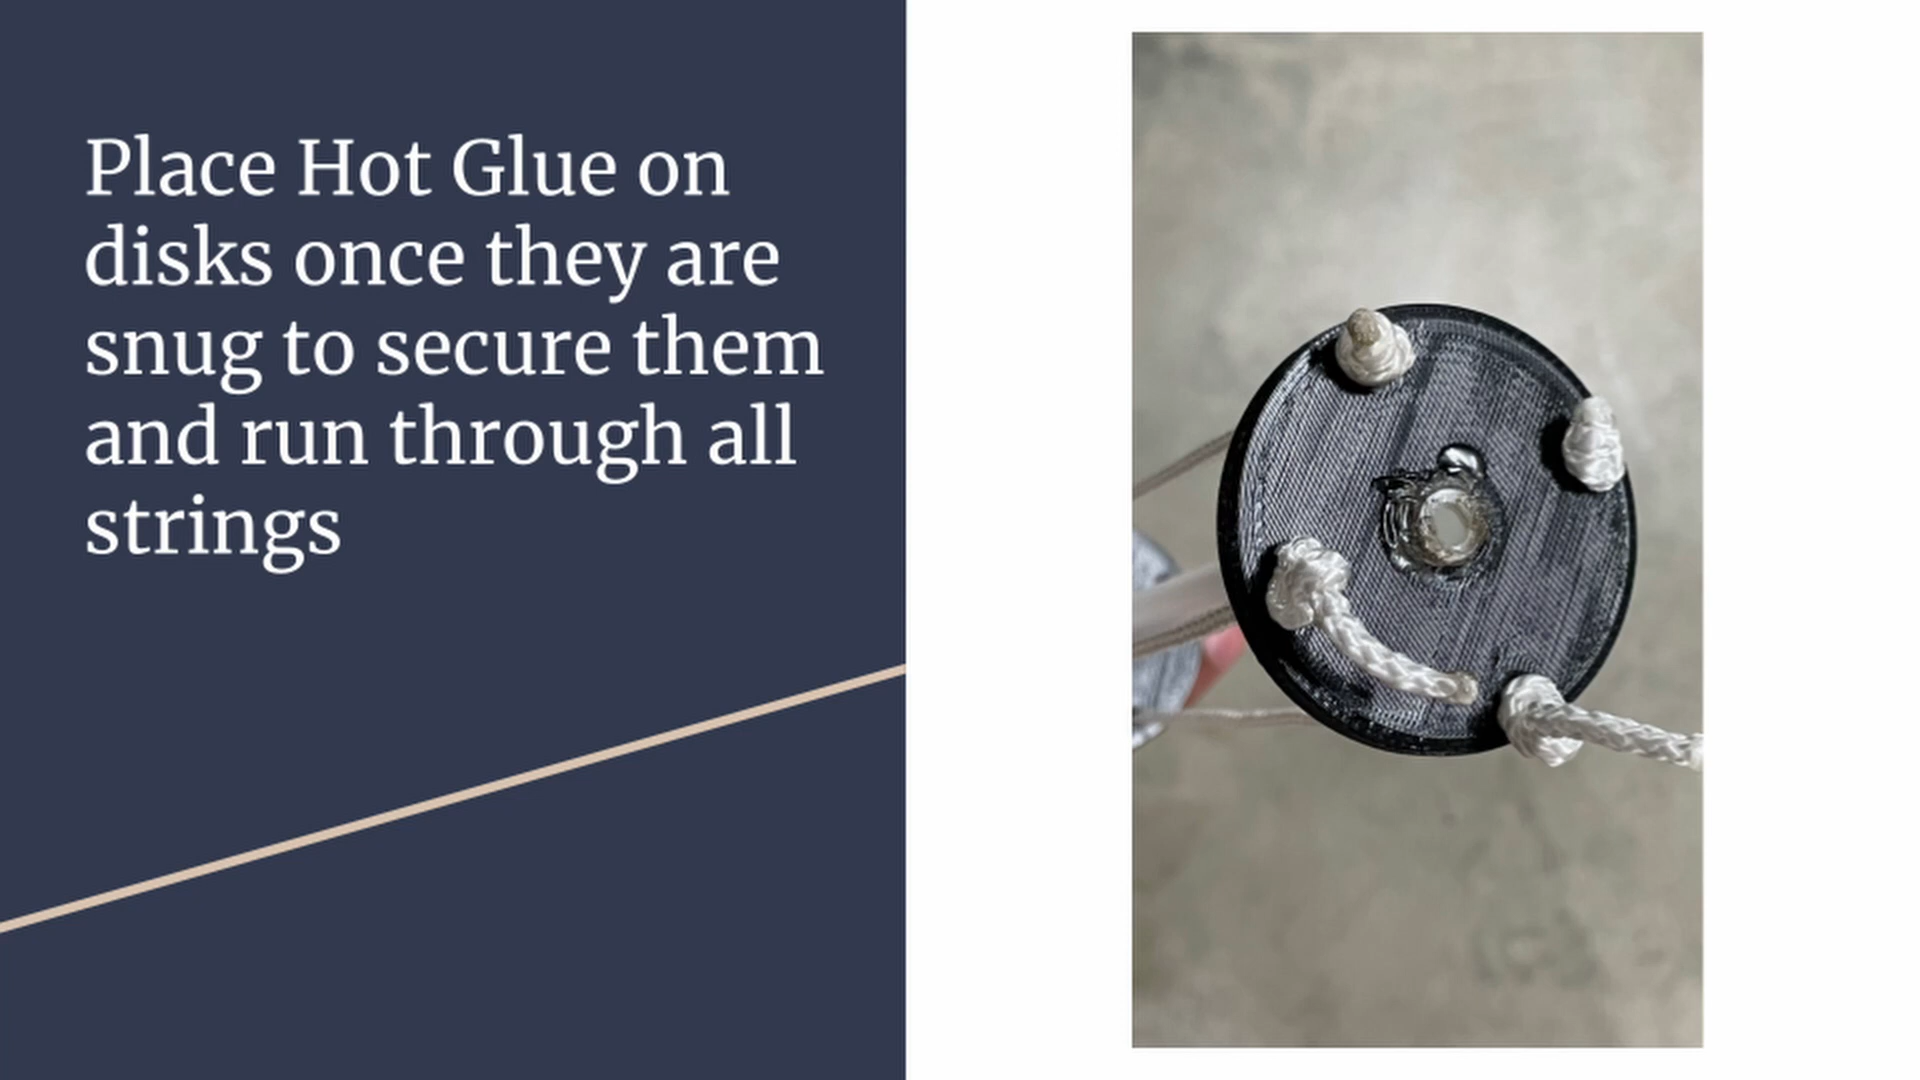 Place Hot Glue on
disks once they are
snug to secure them
and run through all
strings